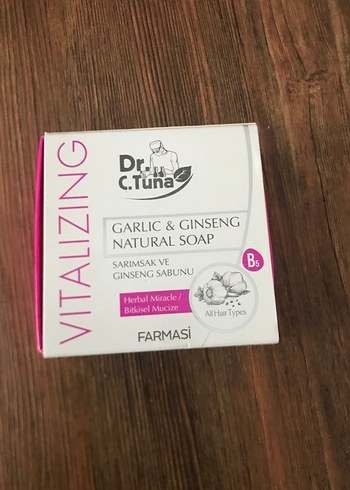 VITALIZING
Dr.
C.Tuna
GARLIC & GINSENG
NATURAL SOAP
SARIMSAK VE
GINSENG SABUNU
B5
Herbal Miracle /
Bitkisel Mucize
All Hair Types
FARMASİ